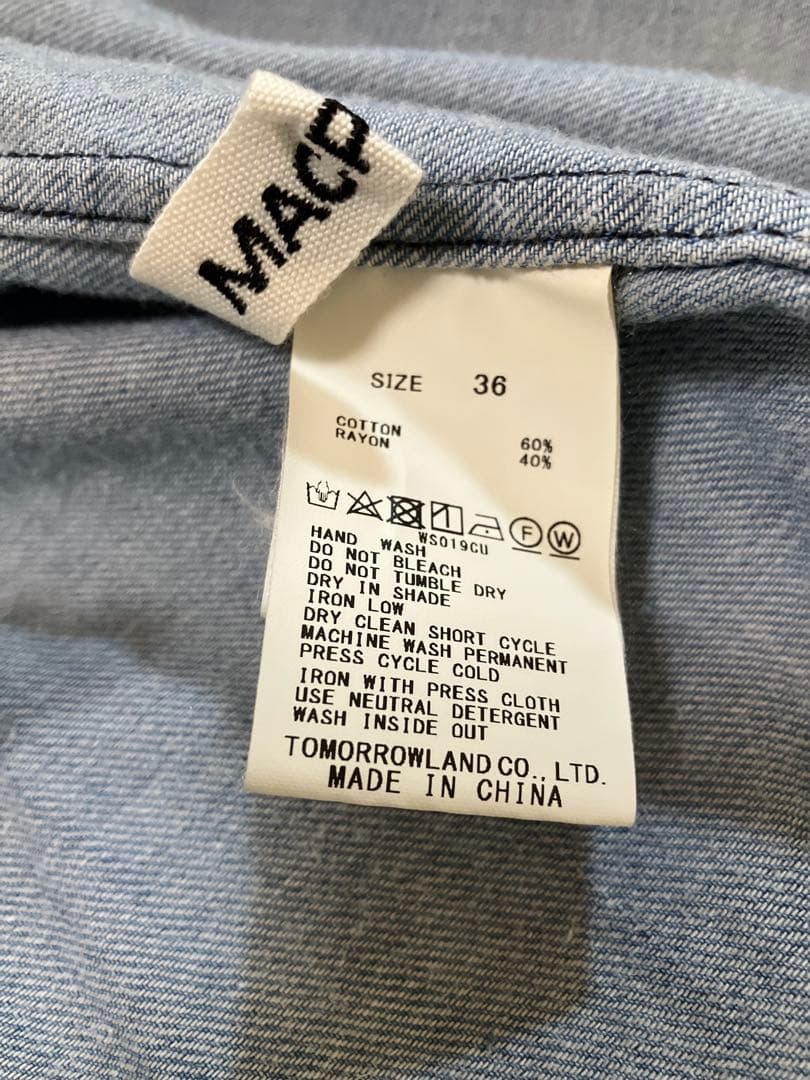 MACP
SIZE 36
COTTON 60%
RAYON 40%
F W
WS019CU
HAND WASH
DO NOT BLEACH
DO NOT TUMBLE DRY
DRY IN SHADE
IRON LOW
DRY CLEAN SHORT CYCLE
MACHINE WASH PERMANENT
PRESS CYCLE COLD
IRON WITH PRESS CLOTH
USE NEUTRAL DETERGENT
WASH INSIDE OUT
TOMORROWLAND CO., LTD.
MADE IN CHINA